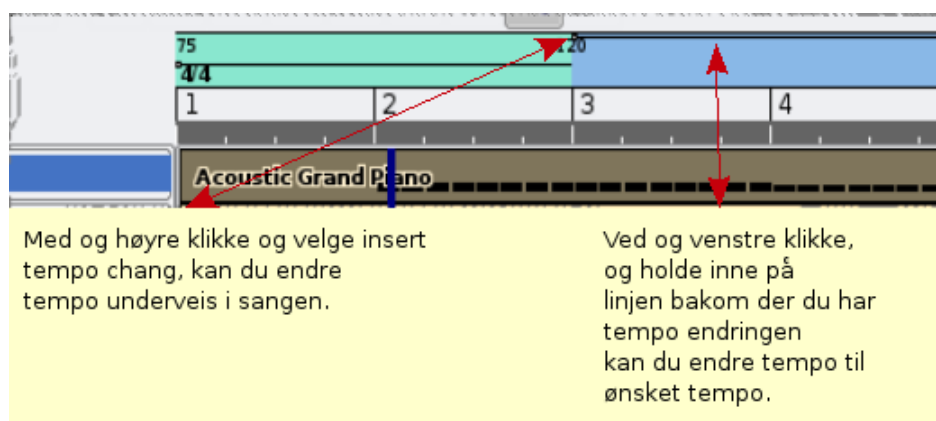 75 120
4/4
1 2 3 4
Acoustic Grand Piano
Med og høyre klikke og velge insert
tempo chang, kan du endre
tempo underveis i sangen.
Ved og venstre klikke,
og holde inne på
linjen bakom der du har
tempo endringen
kan du endre tempo til
ønsket tempo.